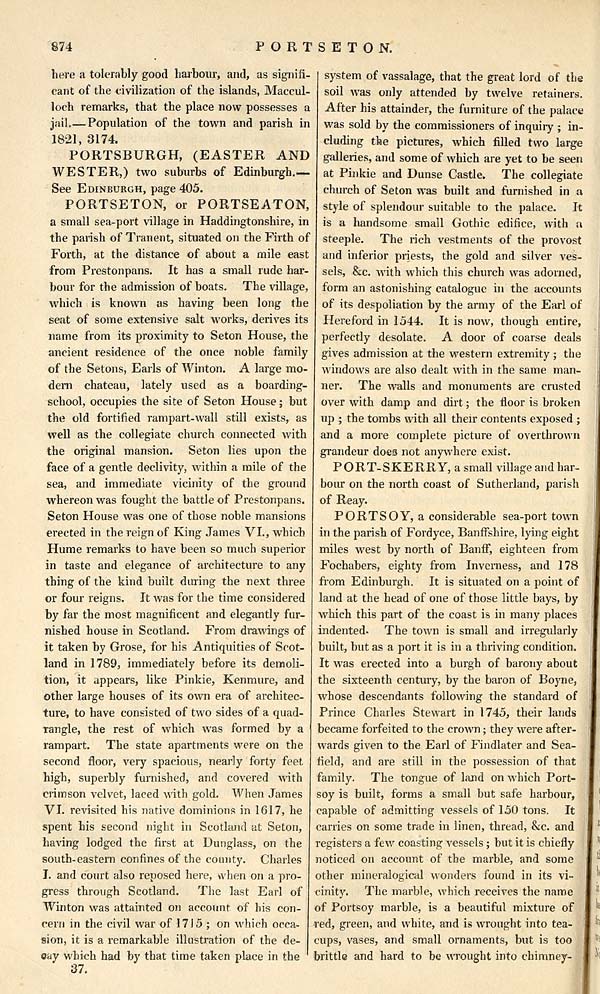 874
PORTSETON.
here a tolerably good harbour, and, as signifi-
cant of the civilization of the islands, Maccul-
loch remarks, that the place now possesses a
jail.—Population of the town and parish in
1821, 3174.
PORTSBURGH, (EASTER AND
WESTER,) two suburbs of Edinburgh.—
See EDINBURGH, page 405.
PORTSETON, or PORTSEATON,
a small sea-port village in Haddingtonshire, in
the parish of Tranent, situated on the Firth of
Forth, at the distance of about a mile east
from Prestonpans. It has a small rude har-
bour for the admission of boats. The village,
which is known as having been long the
seat of some extensive salt works, derives its
name from its proximity to Seton House, the
ancient residence of the once noble family
of the Setons, Earls of Winton. A large mo-
dern chateau, lately used as a boarding-
school, occupies the site of Seton House; but
the old fortified rampart-wall still exists, as
well as the collegiate church connected with
the original mansion. Seton lies upon the
face of a gentle declivity, within a mile of the
sea, and immediate vicinity of the ground
whereon was fought the battle of Prestonpans.
Seton House was one of those noble mansions
erected in the reign of King James VI., which
Hume remarks to have been so much superior
in taste and elegance of architecture to any
thing of the kind built during the next three
or four reigns. It was for the time considered
by far the most magnificent and elegantly fur-
nished house in Scotland. From drawings of
it taken by Grose, for his Antiquities of Scot-
land in 1789, immediately before its demoli-
tion, it appears, like Pinkie, Kenmure, and
other large houses of its own era of architec-
ture, to have consisted of two sides of a quad-
rangle, the rest of which was formed by a
rampart. The state apartments were on the
second floor, very spacious, nearly forty feet
high, superbly furnished, and covered with
crimson velvet, laced with gold. When James
VI. revisited his native dominions in 1617, he
spent his second night in Scotland at Seton,
having lodged the first at Dunglass, on the
south-eastern confines of the county. Charles
I. and court also reposed here, when on a pro-
gress through Scotland. The last Earl of
Winton was attainted on account of his con-
cern in the civil war of 1715; on which occa-
sion, it is a remarkable illustration of the de-
cay which had by that time taken place in the
37.
system of vassalage, that the great lord of the
soil was only attended by twelve retainers.
After his attainder, the furniture of the palace
was sold by the commissioners of inquiry; in-
cluding the pictures, which filled two large
galleries, and some of which are yet to be seen
at Pinkie and Dunse Castle. The collegiate
church of Seton was built and furnished in a
style of splendour suitable to the palace. It
is a handsome small Gothic edifice, with a
steeple. The rich vestments of the provost
and inferior priests, the gold and silver ves-
sels, &c. with which this church was adorned,
form an astonishing catalogue in the accounts
of its despoliation by the army of the Earl of
Hereford in 1544. It is now, though entire,
perfectly desolate. A door of coarse deals
gives admission at the western extremity; the
windows are also dealt with in the same man-
ner. The walls and monuments are crusted
over with damp and dirt; the floor is broken
up; the tombs with all their contents exposed;
and a more complete picture of overthrown
grandeur does not anywhere exist.
PORT-SKERRY, a small village and har-
bour on the north coast of Sutherland, parish
of Reay.
PORTSOY, a considerable sea-port town
in the parish of Fordyce, Banffshire, lying eight
miles west by north of Banff, eighteen from
Fochabers, eighty from Inverness, and 178
from Edinburgh. It is situated on a point of
land at the head of one of those little bays, by
which this part of the coast is in many places
indented. The town is small and irregularly
built, but as a port it is in a thriving condition.
It was erected into a burgh of barony about
the sixteenth century, by the baron of Boyne,
whose descendants following the standard of
Prince Charles Stewart in 1745, their lands
became forfeited to the crown; they were after-
wards given to the Earl of Findlater and Sea-
field, and are still in the possession of that
family. The tongue of land on which Port-
soy is built, forms a small but safe harbour,
capable of admitting vessels of 150 tons. It
carries on some trade in linen, thread, &c. and
registers a few coasting vessels; but it is chiefly
noticed on account of the marble, and some
other mineralogical wonders found in its vi-
cinity. The marble, which receives the name
of Portsoy marble, is a beautiful mixture of
red, green, and white, and is wrought into tea-
cups, vases, and small ornaments, but is too
brittle and hard to be wrought into chimney-